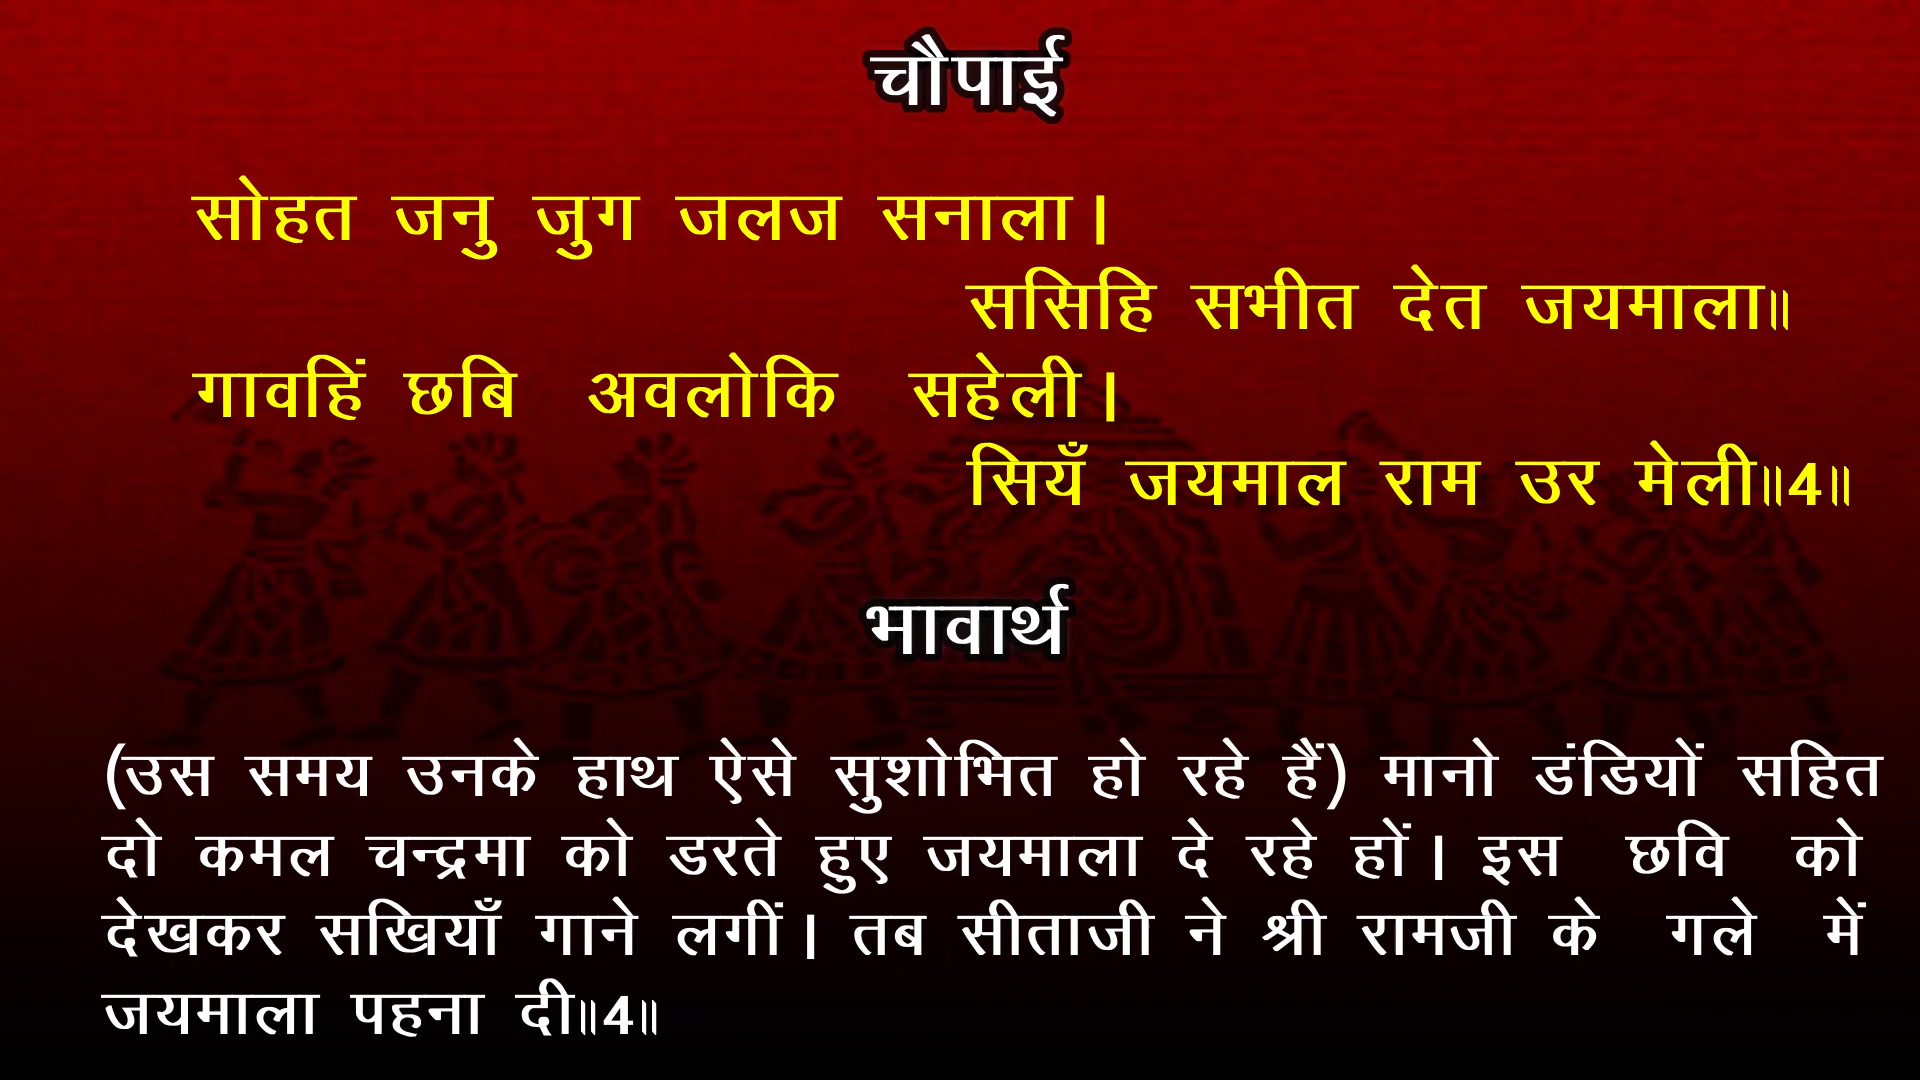 चौपाई
सोहत जनु जुग जलज सनाला।
ससिहि सभीत देत जयमाला॥
गावहिं छबि अवलोकि सहेली।
सियँ जयमाल राम उर मेली॥4॥
भावार्थ
(उस समय उनके हाथ ऐसे सुशोभित हो रहे हैं) मानो डंडियों सहित
दो कमल चन्द्रमा को डरते हुए जयमाला दे रहे हों। इस छवि को
देखकर सखियाँ गाने लगीं। तब सीताजी ने श्री रामजी के गले में
जयमाला पहना दी॥4॥